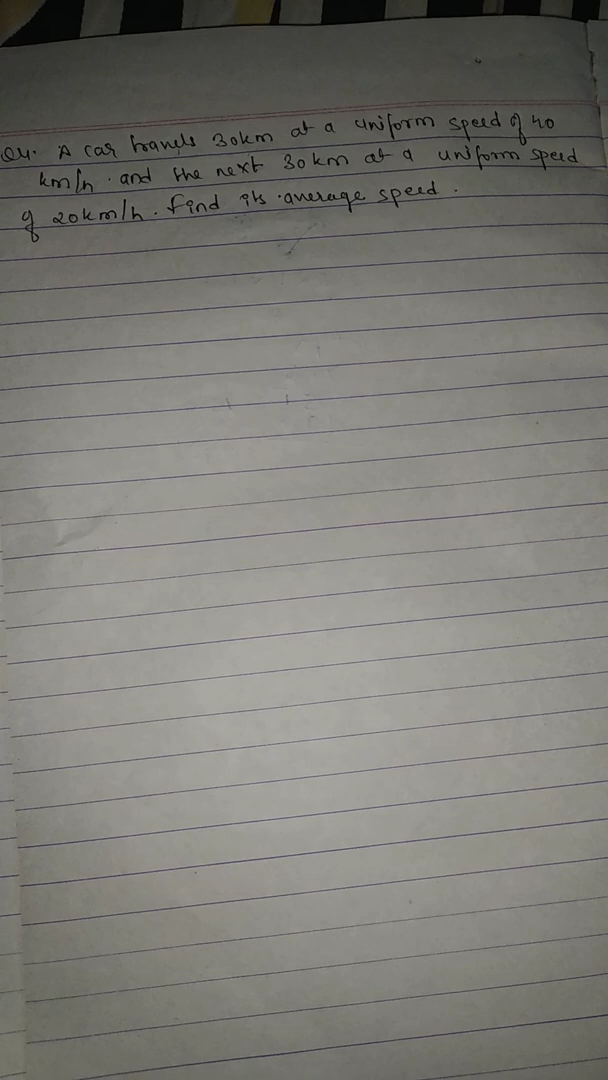 Q4. A car travels 30km at a uniform speed of 40
km/h. and the next 30km at a uniform speed
of 20km/h. Find its average speed.